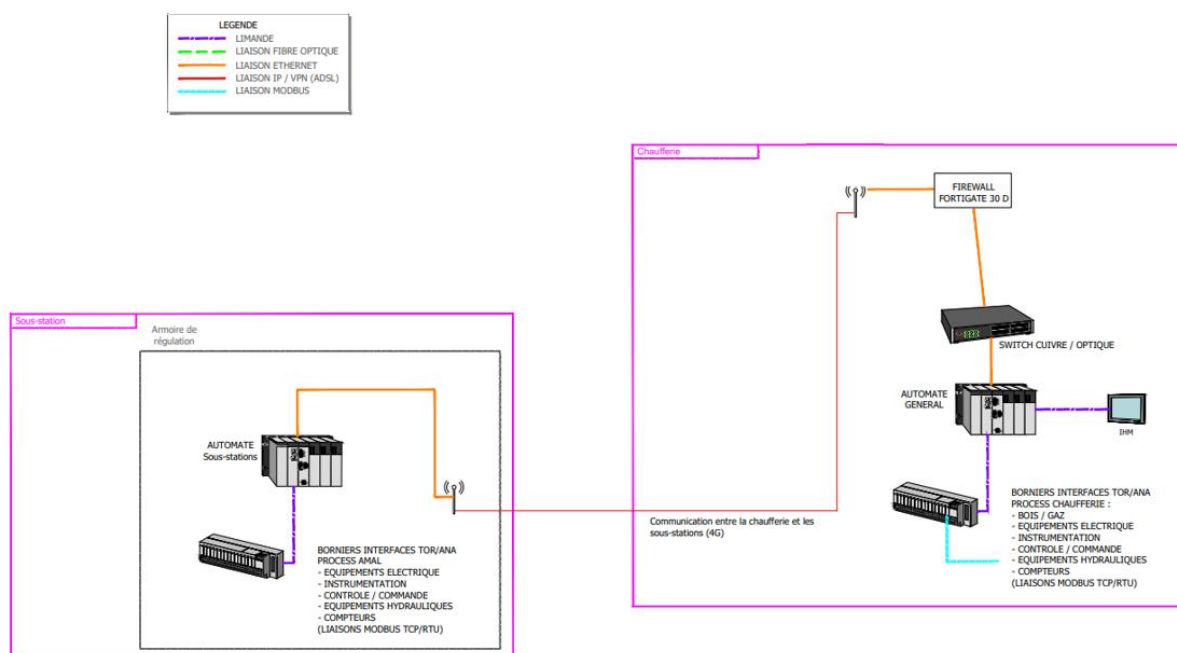 LEGENDE
LIMANDE
LIAISON FIBRE OPTIQUE
LIAISON ETHERNET
LIAISON IP / VPN (ADSL)
LIAISON MODBUS
Chaufferie
FIREWALL
FORTIGATE 30 D
SWITCH CUIVRE / OPTIQUE
AUTOMATE
GENERAL
IHM
BORNIERS INTERFACES TOR/ANA
PROCESS CHAUFFERIE :
- BOIS / GAZ
- EQUIPEMENTS ELECTRIQUE
- INSTRUMENTATION
- CONTROLE / COMMANDE
- EQUIPEMENTS HYDRAULIQUES
- COMPTEURS
(LIAISONS MODBUS TCP/RTU)
Sous-station
Armoire de
régulation
AUTOMATE
Sous-stations
BORNIERS INTERFACES TOR/ANA
PROCESS AMAL
- EQUIPEMENTS ELECTRIQUE
- INSTRUMENTATION
- CONTROLE / COMMANDE
- EQUIPEMENTS HYDRAULIQUES
- COMPTEURS
(LIAISONS MODBUS TCP/RTU)
Communication entre la chaufferie et les
sous-stations (4G)